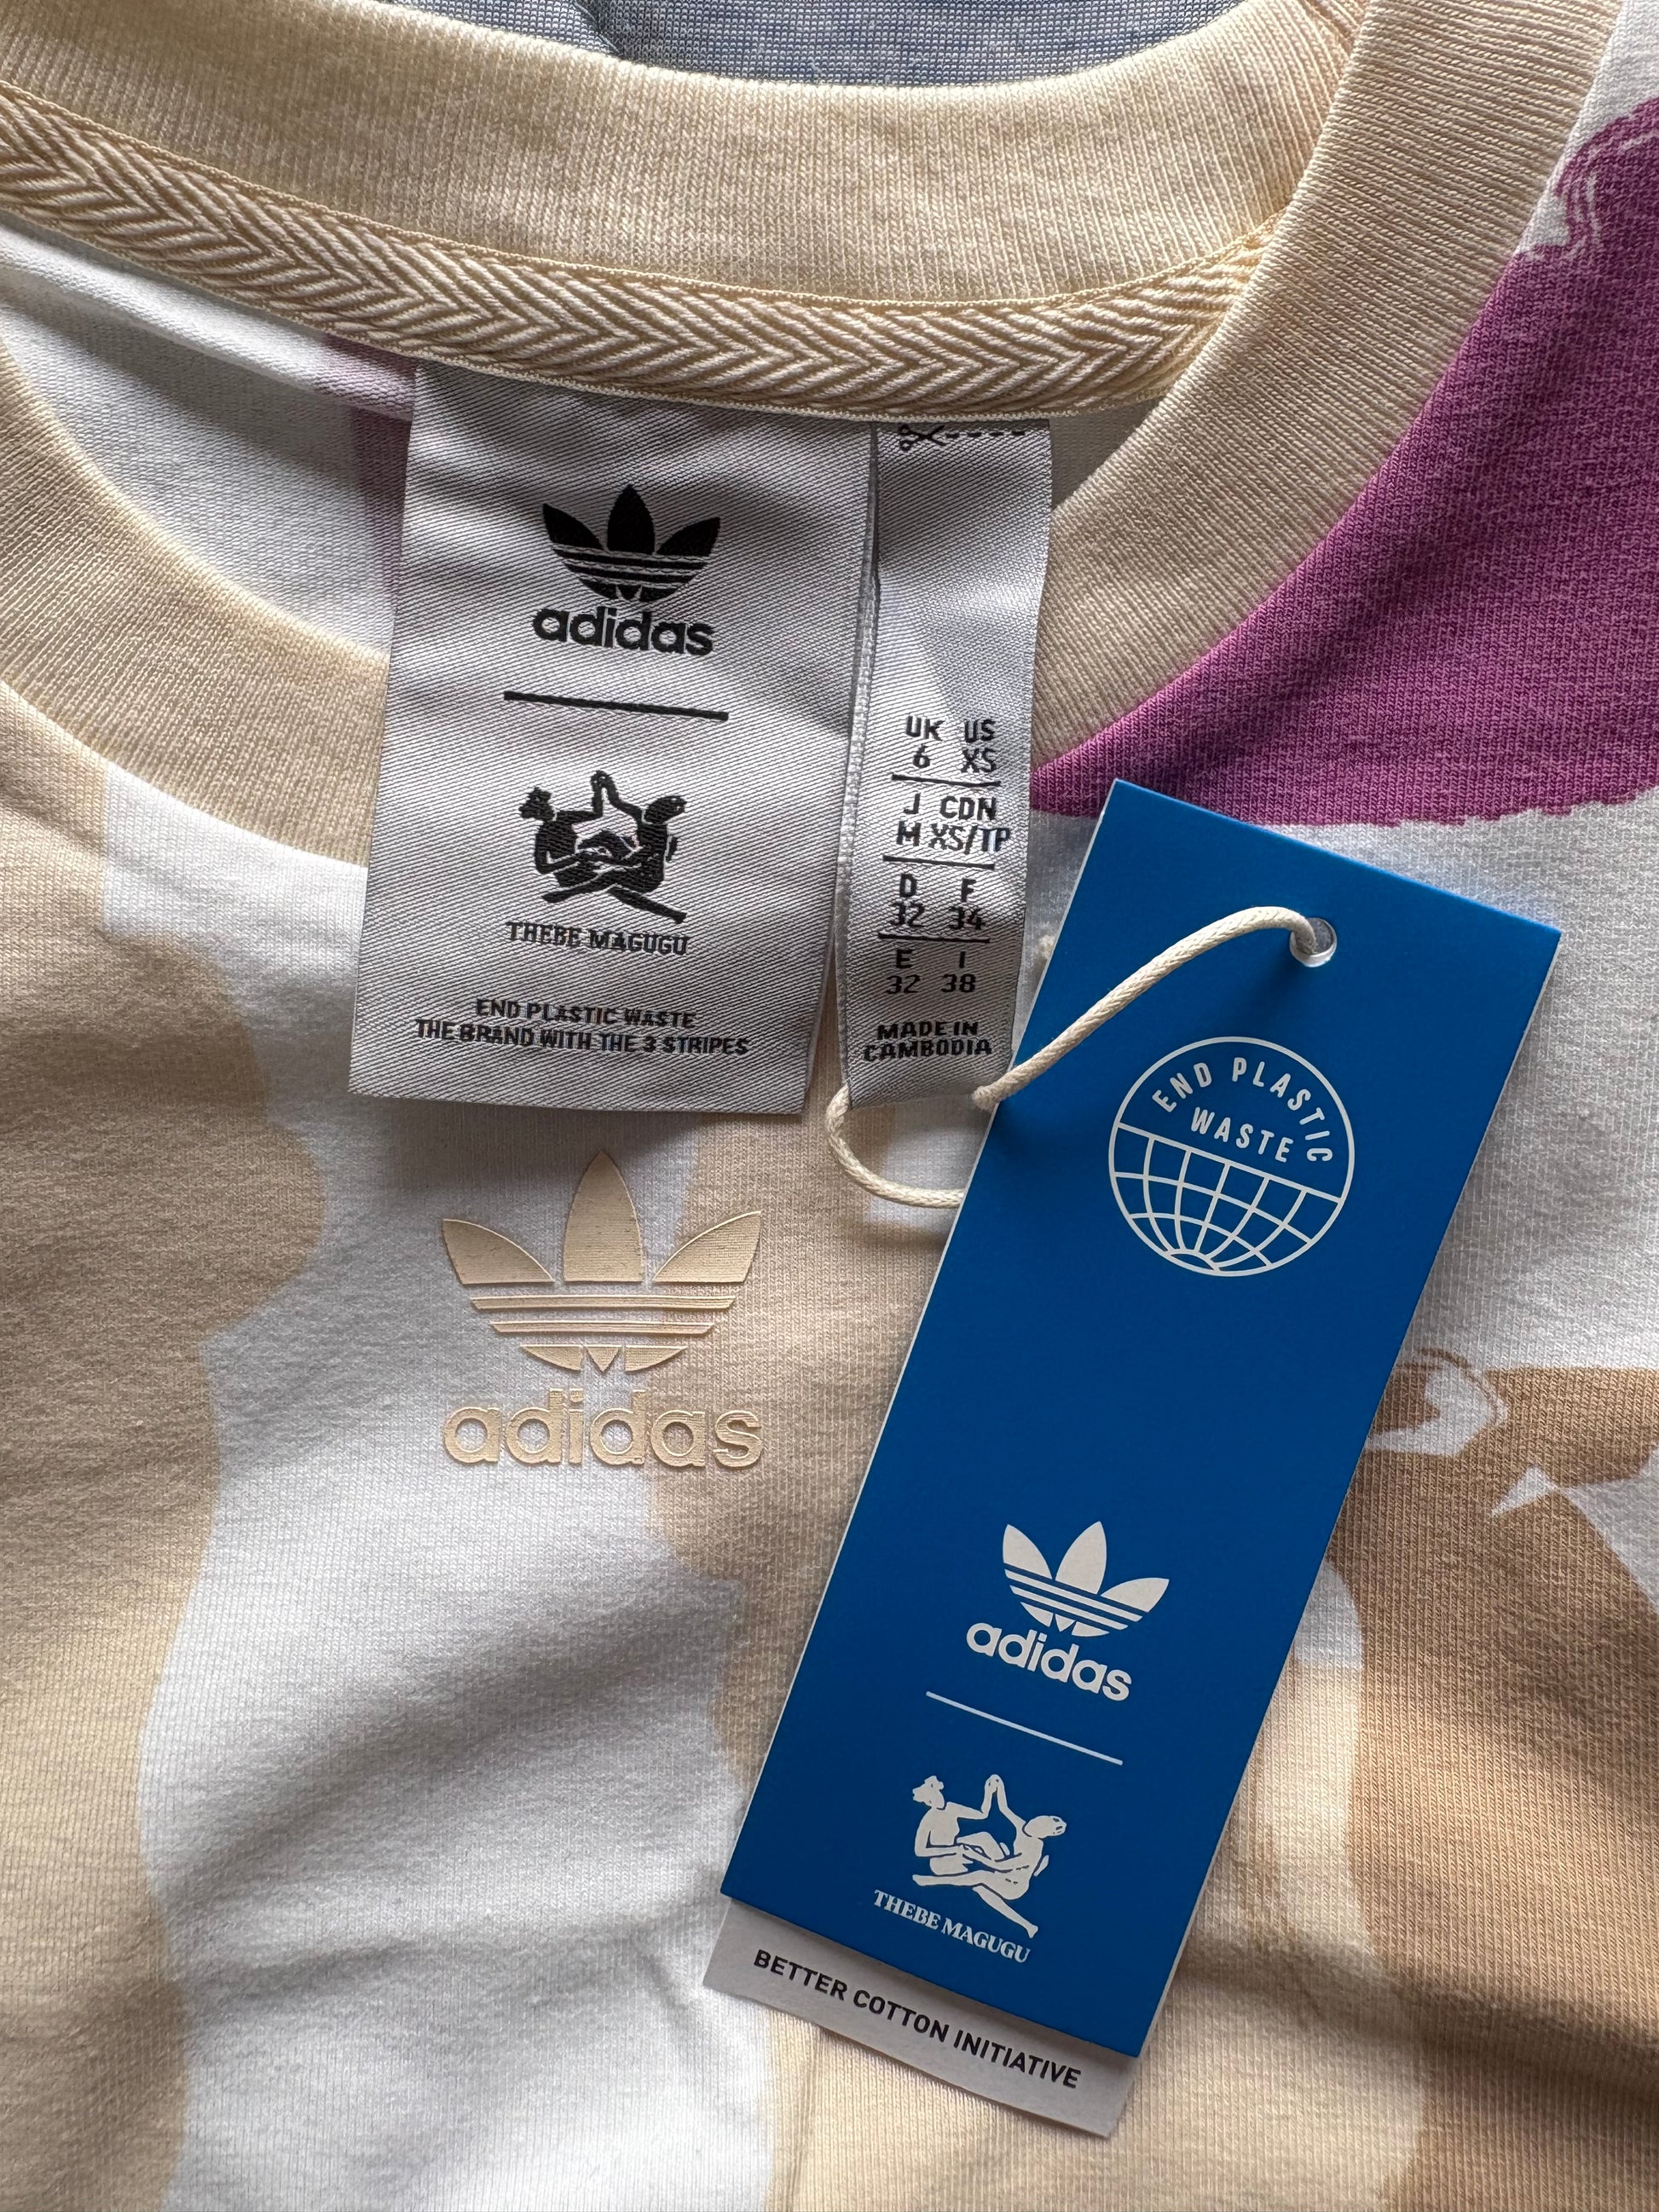 adidas
THEBE MAGUGU
END PLASTIC WASTE
THE BRAND WITH THE 3 STRIPES
UK US
6 XS
J CDN
M XS/TP
D F
32 34
E I
32 38
MADE IN
CAMBODIA
adidas
END PLASTIC
WASTE
adidas
THEBE MAGUGU
BETTER COTTON INITIATIVE